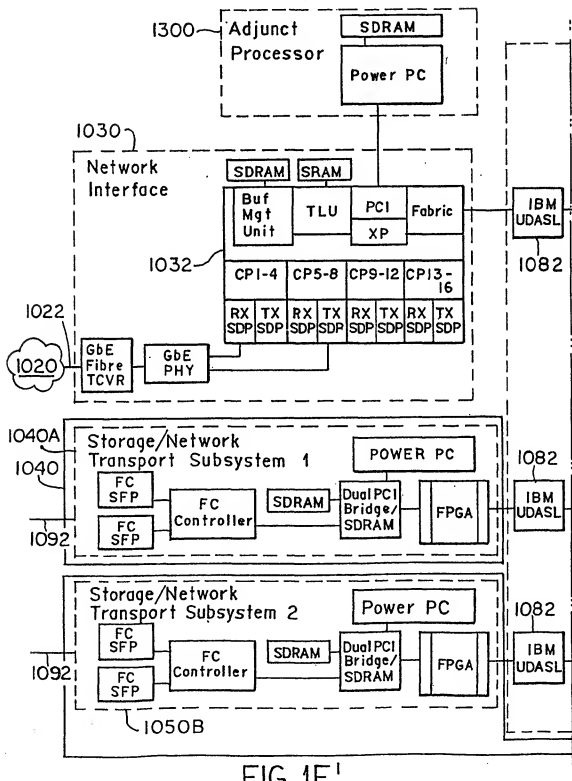 1300
Adjunct
Processor
SDRAM
Power PC
1030
Network
Interface
SDRAM
SRAM
Buf
Mgt
Unit
TLU
PCI
XP
Fabric
1032
CP1-4
CP5-8
CP9-12
CP13-
16
RX
SDP
TX
SDP
RX
SDP
TX
SDP
RX
SDP
TX
SDP
RX
SDP
TX
SDP
IBM
UDASL
1082
1022
1020
GbE
Fibre
TCVR
GbE
PHY
1040A
1040
Storage/Network
Transport Subsystem 1
POWER PC
FC
SFP
FC
SFP
FC
Controller
SDRAM
Dual PCI
Bridge/
SDRAM
FPGA
1082
IBM
UDASL
1092
Storage/Network
Transport Subsystem 2
Power PC
FC
SFP
FC
SFP
FC
Controller
SDRAM
Dual PCI
Bridge/
SDRAM
FPGA
1082
IBM
UDASL
1092
1050B
FIG. 1E'